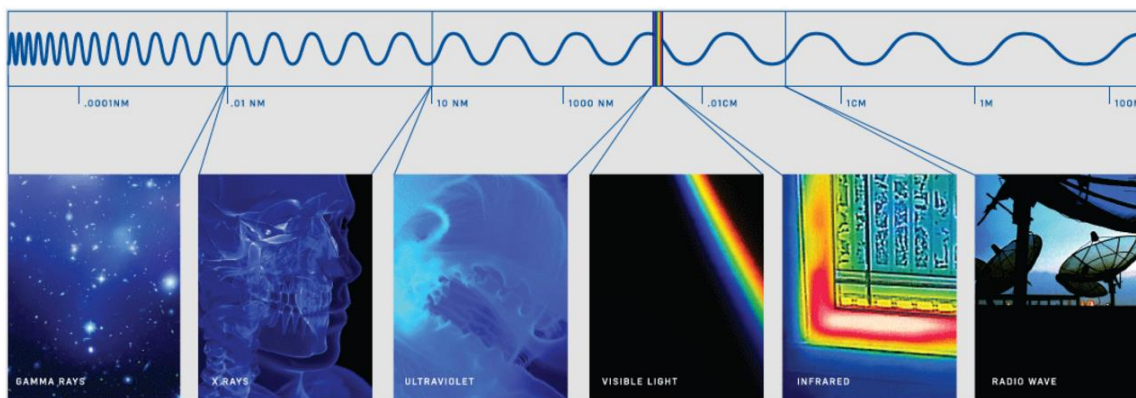 .0001NM
.01 NM
10 NM
1000 NM
.01CM
1CM
1M
GAMMA RAYS
X RAYS
ULTRAVIOLET
VISIBLE LIGHT
INFRARED
RADIO WAVE